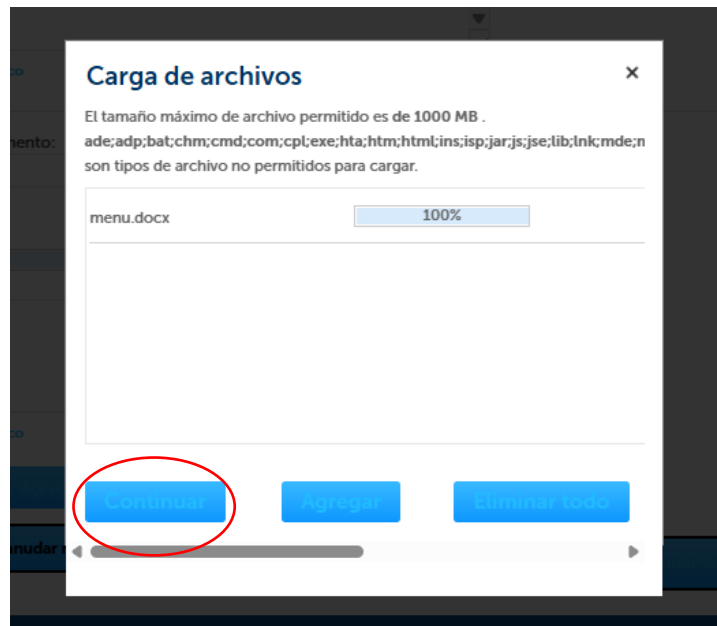 Carga de archivos ×
El tamaño máximo de archivo permitido es de 1000 MB .
ade;adp;bat;chm;cmd;com;cpl;exe;hta;htm;html;ins;isp;jar;js;jse;lib;lnk;mde;
son tipos de archivo no permitidos para cargar.
menu.docx 100%
Continuar Agregar Eliminar todo